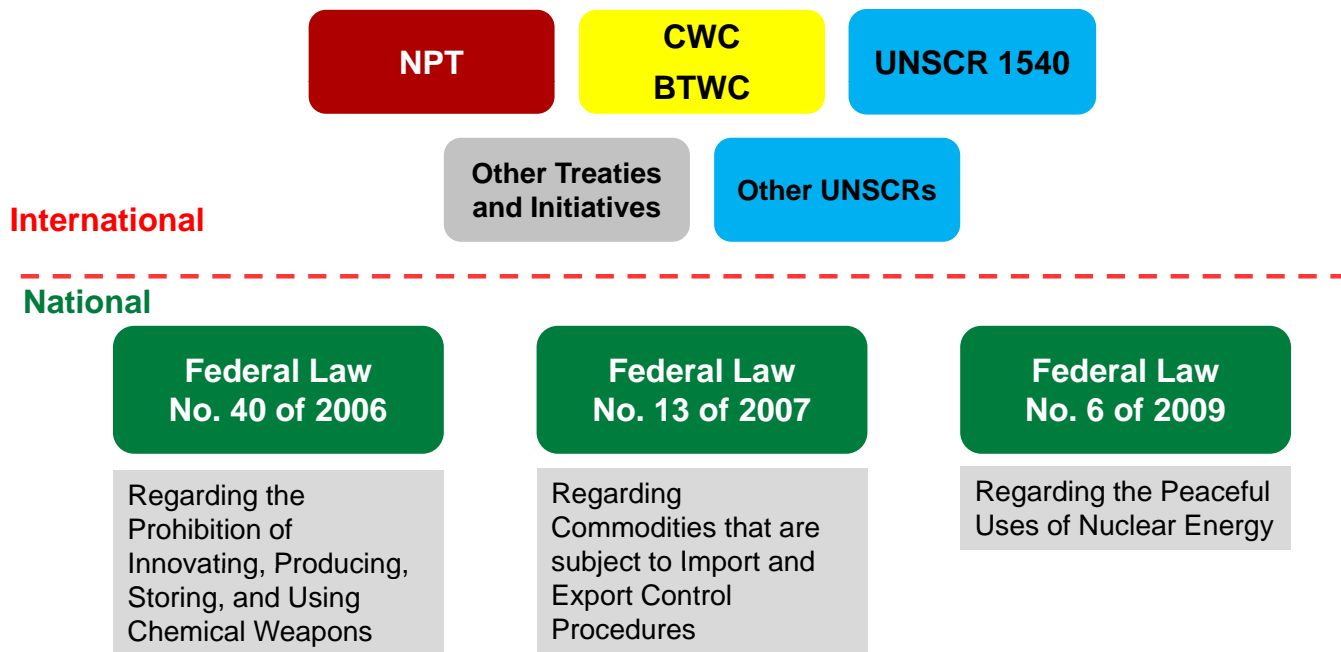 NPT
CWC
BTWC
UNSCR 1540
Other Treaties
and Initiatives
Other UNSCRs
International
National
Federal Law
No. 40 of 2006
Regarding the
Prohibition of
Innovating, Producing,
Storing, and Using
Chemical Weapons
Federal Law
No. 13 of 2007
Regarding
Commodities that are
subject to Import and
Export Control
Procedures
Federal Law
No. 6 of 2009
Regarding the Peaceful
Uses of Nuclear Energy